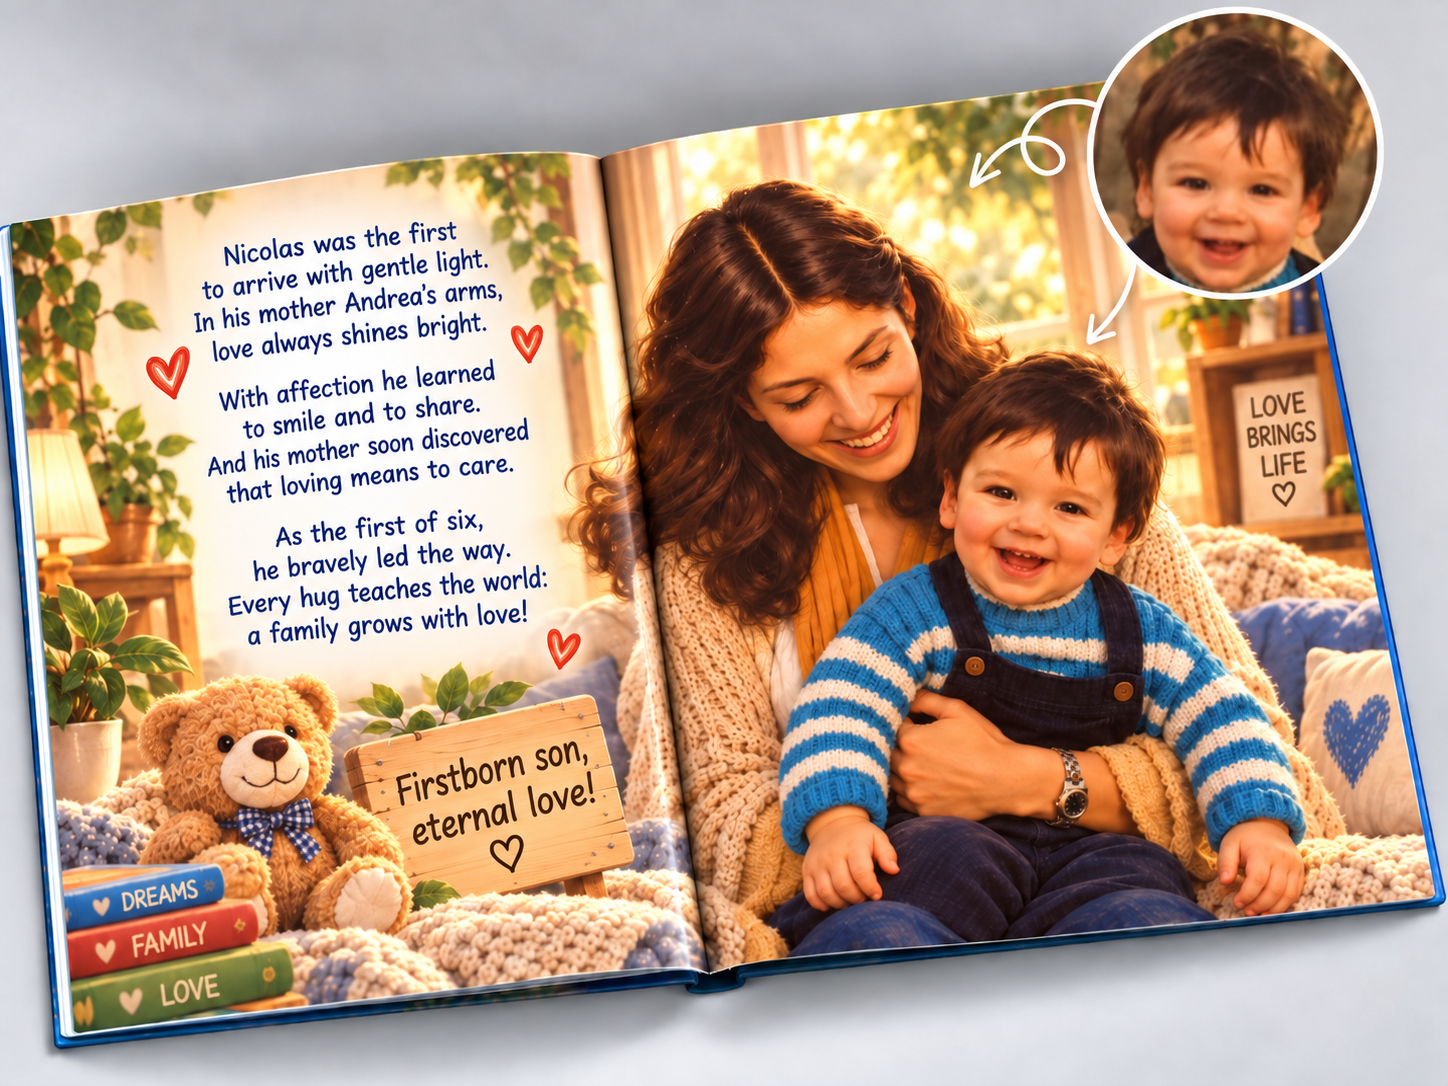 Nicolas was the first
to arrive with gentle light.
In his mother Andrea's arms,
love always shines bright.
With affection he learned
to smile and to share.
And his mother soon discovered
that loving means to care.
As the first of six,
he bravely led the way.
Every hug teaches the world:
a family grows with love!
Firstborn son,
eternal love!
DREAMS
FAMILY
LOVE
LOVE
BRINGS
LIFE